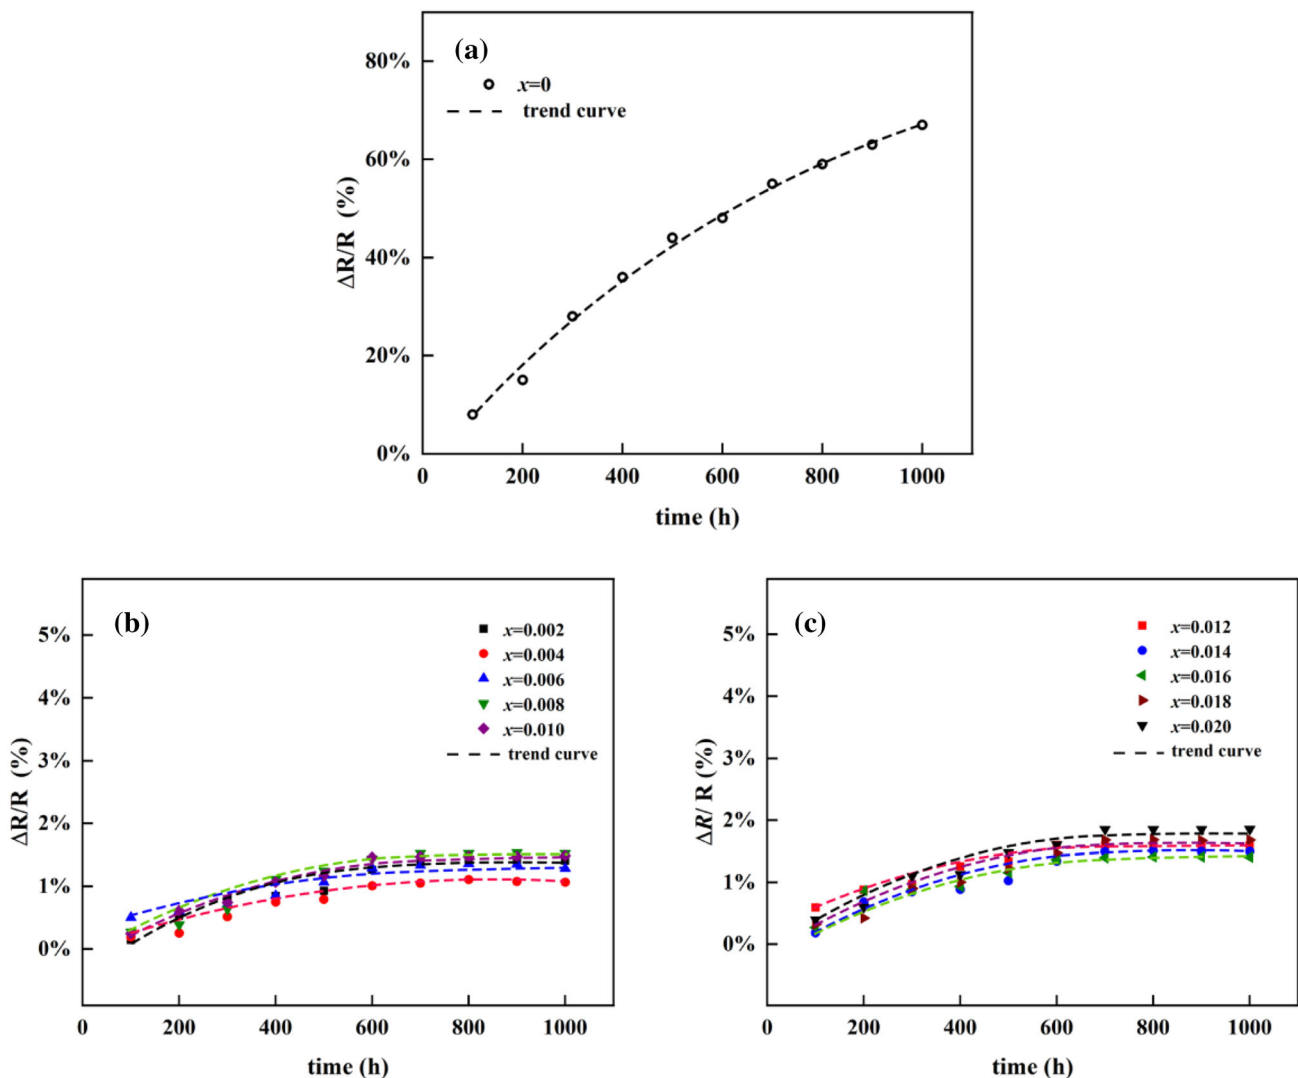 (a)
x=0
trend curve
80%
60%
40%
20%
0%
ΔR/R (%)
0 200 400 600 800 1000
time (h)
(b)
x=0.002
x=0.004
x=0.006
x=0.008
x=0.010
trend curve
5%
4%
3%
2%
1%
0%
ΔR/R (%)
0 200 400 600 800 1000
time (h)
(c)
x=0.012
x=0.014
x=0.016
x=0.018
x=0.020
trend curve
5%
4%
3%
2%
1%
0%
ΔR/ R (%)
0 200 400 600 800 1000
time (h)